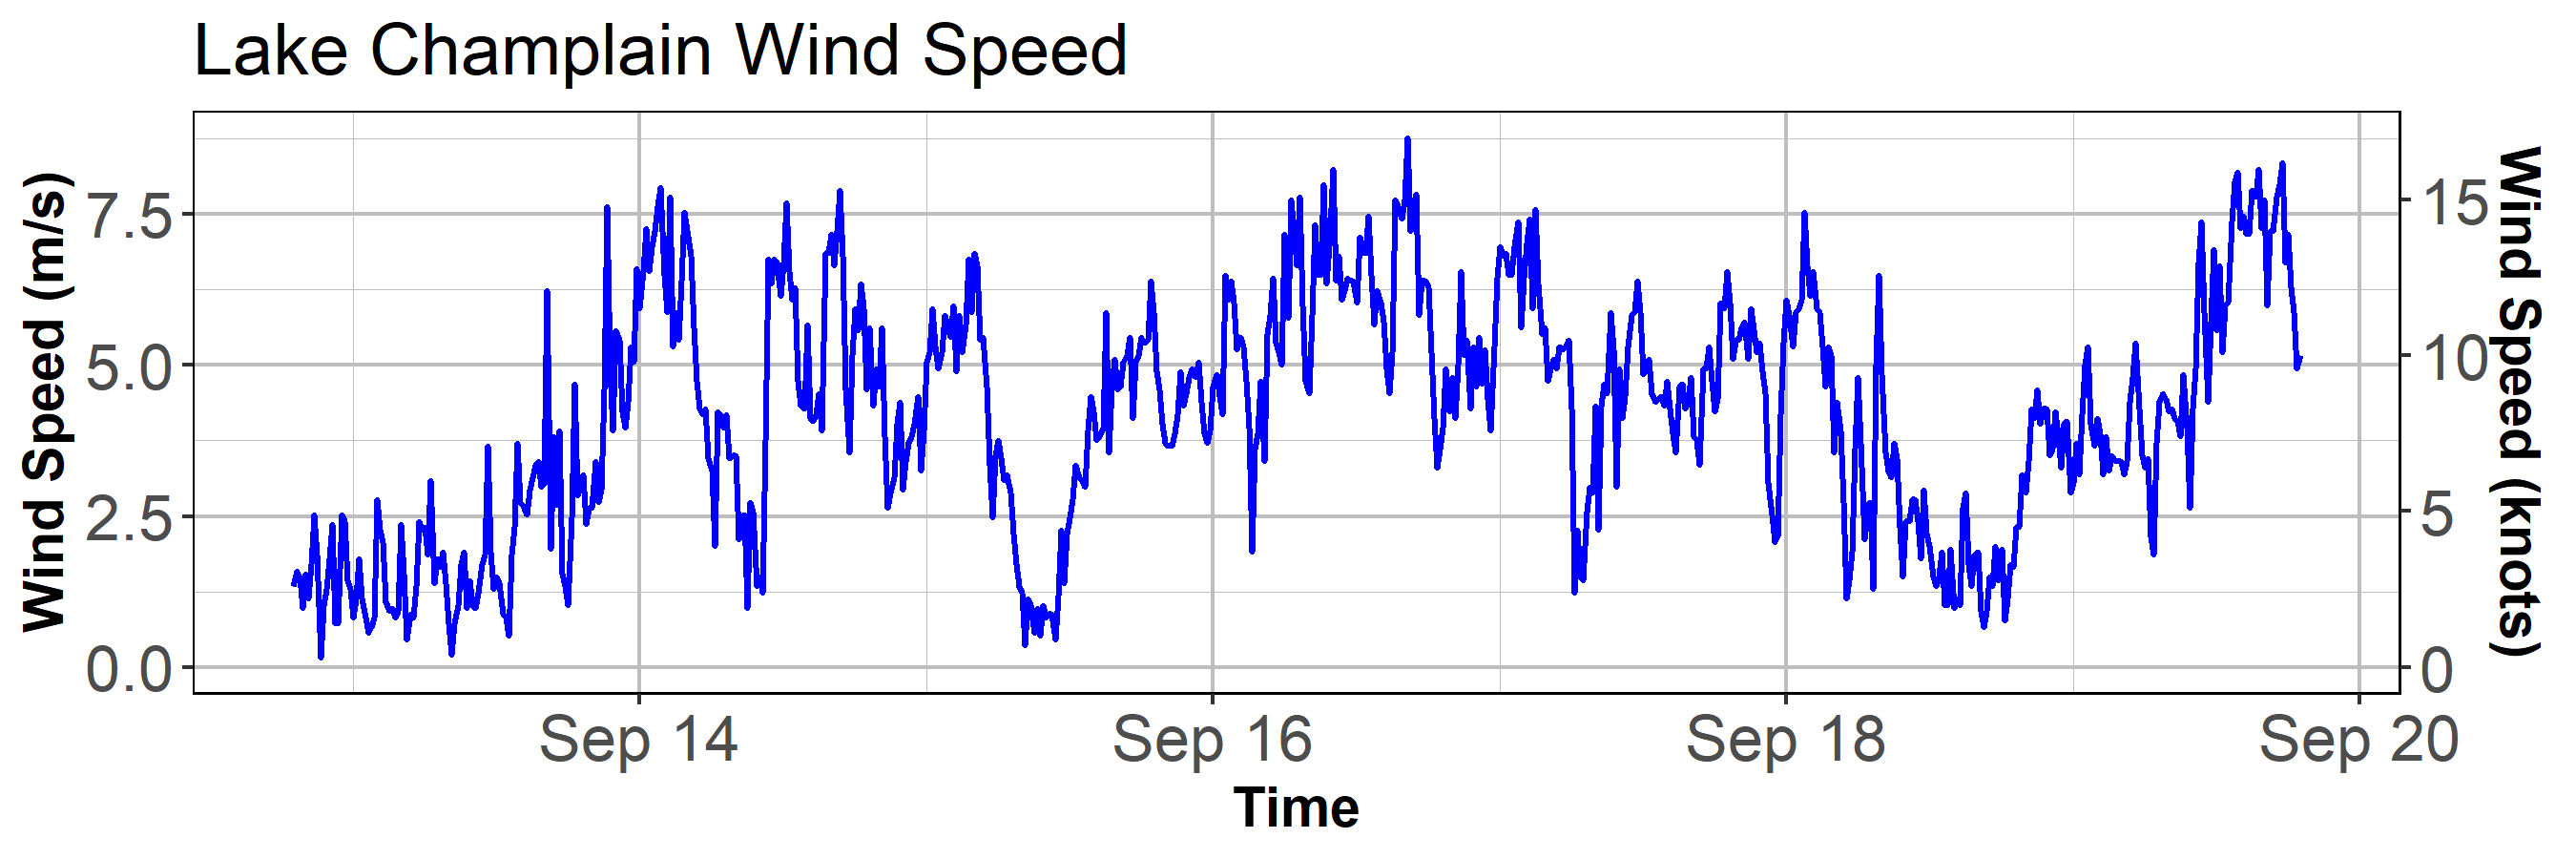 Lake Champlain Wind Speed
Wind Speed (m/s)
7.5
5.0
2.5
0.0
15
10
5
0
Wind Speed (knots)
Sep 14
Sep 16
Sep 18
Sep 20
Time